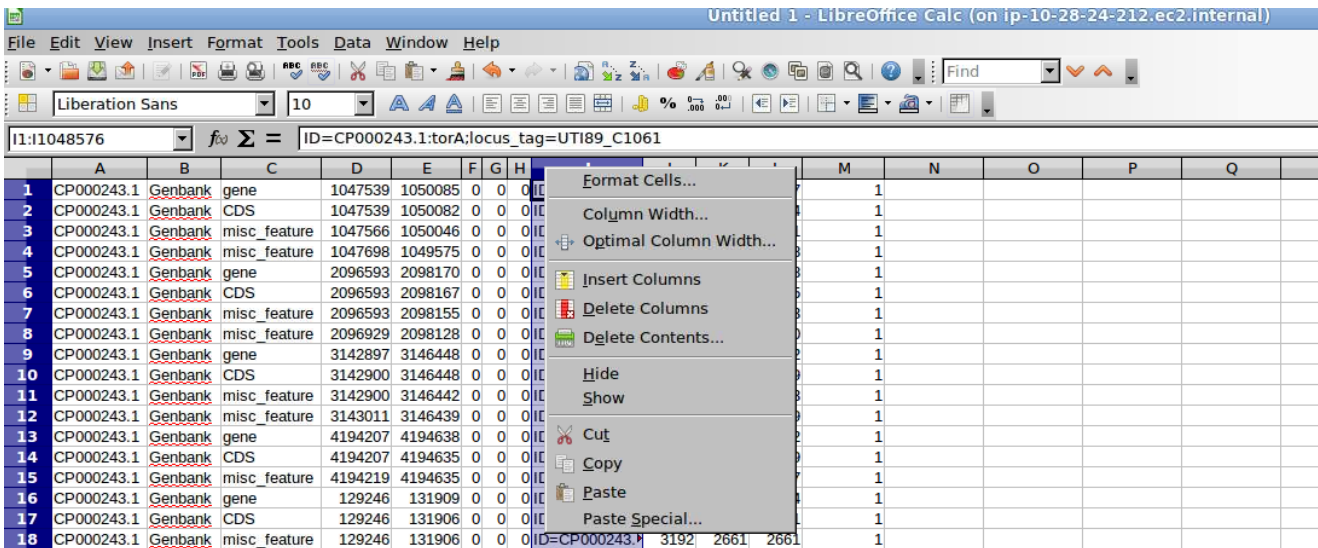 Untitled 1 - LibreOffice Calc (on ip-10-28-24-212.ec2.internal)
File Edit View Insert Format Tools Data Window Help
Find
Liberation Sans 10
I1:I1048576 f(x) Σ = ID=CP000243.1:torA;locus_tag=UTI89_C1061
A B C D E F G H M N O P Q
1 CP000243.1 Genbank gene 1047539 1050085 0 0 0 1
2 CP000243.1 Genbank CDS 1047539 1050082 0 0 0 1
3 CP000243.1 Genbank misc_feature 1047566 1050046 0 0 0 1
4 CP000243.1 Genbank misc_feature 1047698 1049575 0 0 0 1
5 CP000243.1 Genbank gene 2096593 2098170 0 0 0 1
6 CP000243.1 Genbank CDS 2096593 2098167 0 0 0 1
7 CP000243.1 Genbank misc_feature 2096593 2098155 0 0 0 1
8 CP000243.1 Genbank misc_feature 2096929 2098128 0 0 0 1
9 CP000243.1 Genbank gene 3142897 3146448 0 0 0 1
10 CP000243.1 Genbank CDS 3142900 3146448 0 0 0 1
11 CP000243.1 Genbank misc_feature 3142900 3146442 0 0 0 1
12 CP000243.1 Genbank misc_feature 3143011 3146439 0 0 0 1
13 CP000243.1 Genbank gene 4194207 4194638 0 0 0 1
14 CP000243.1 Genbank CDS 4194207 4194635 0 0 0 1
15 CP000243.1 Genbank misc_feature 4194219 4194635 0 0 0 1
16 CP000243.1 Genbank gene 129246 131909 0 0 0 1
17 CP000243.1 Genbank CDS 129246 131906 0 0 0 1
18 CP000243.1 Genbank misc_feature 129246 131906 0 0 0 ID=CP000243. 3192 2661 2661 1
Format Cells...
Column Width...
Optimal Column Width...
Insert Columns
Delete Columns
Delete Contents...
Hide
Show
Cut
Copy
Paste
Paste Special...